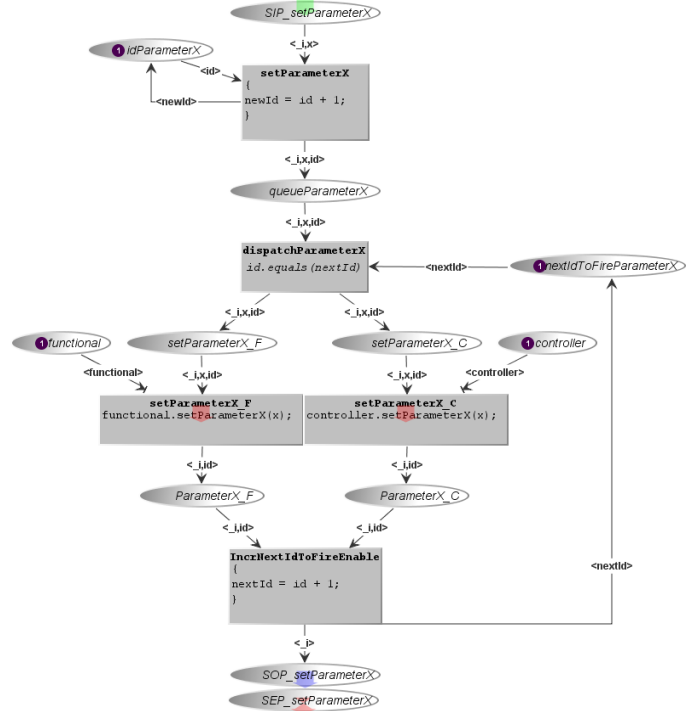 SIP_setParameterX
<_i,x>
1 idParameterX
<id>
setParameterX
{
<newId>
newId = id + 1;
}
<_i,x,id>
queueParameterX
<_i,x,id>
dispatchParameterX
id.equals(nextId)
<nextId>
1 nextIdToFireParameterX
<_i,x,id>
<_i,x,id>
1 functional
setParameterX_F
setParameterX_C
1 controller
<functional>
<_i,x,id>
<_i,x,id>
<controller>
setParameterX_F
functional.setParameterX(x);
setParameterX_C
controller.setParameterX(x);
<_i,id>
<_i,id>
ParameterX_F
ParameterX_C
<_i,id>
<_i,id>
IncrNextIdToFireEnable
{
nextId = id + 1;
}
<nextId>
<_i>
SOP_setParameterX
SEP_setParameterX